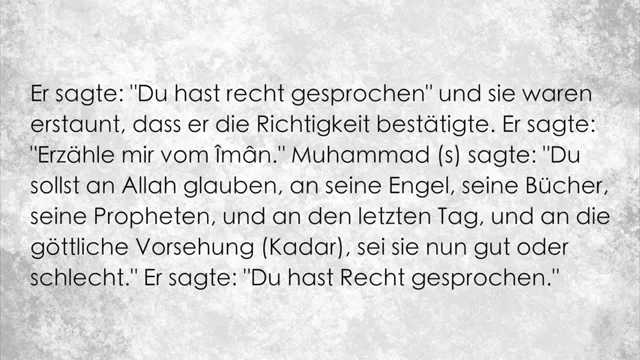 Er sagte: "Du hast recht gesprochen" und sie waren
erstaunt, dass er die Richtigkeit bestätigte. Er sagte:
"Erzähle mir vom Îmân." Muhammad (s) sagte: "Du
sollst an Allah glauben, an seine Engel, seine Bücher,
seine Propheten, und an den letzten Tag, und an die
göttliche Vorsehung (Kadar), sei sie nun gut oder
schlecht." Er sagte: "Du hast Recht gesprochen."